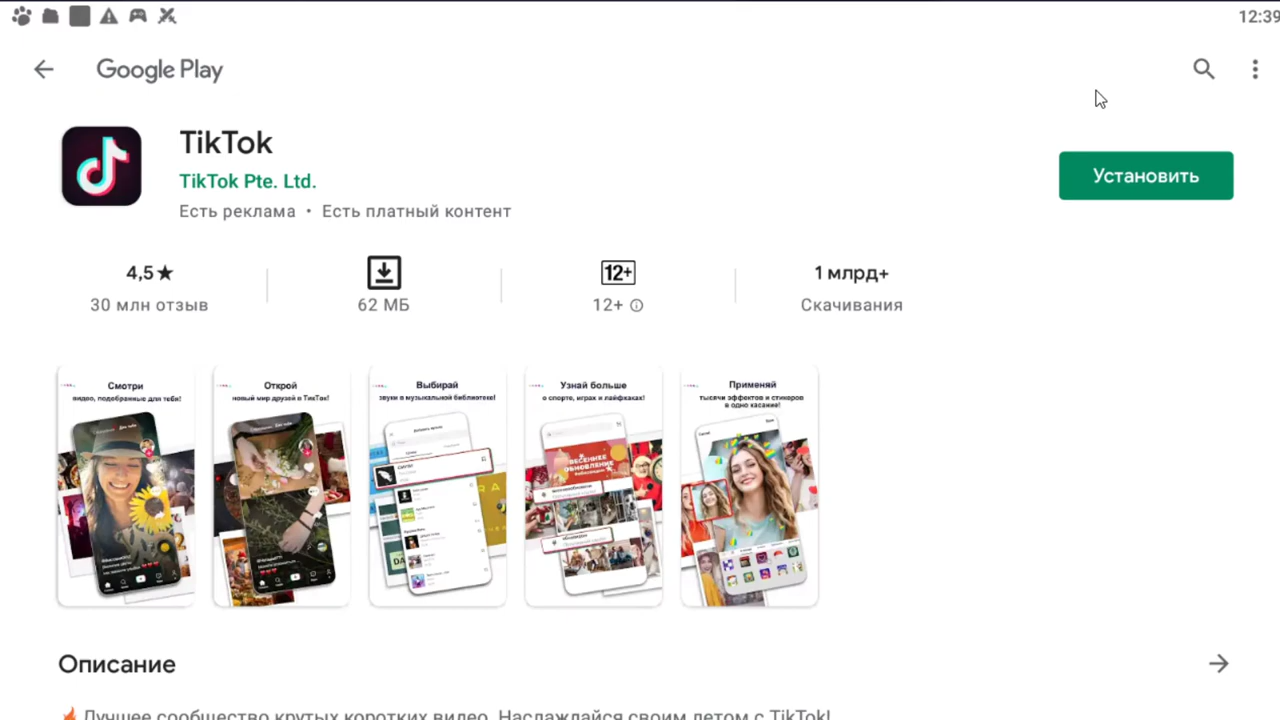 12:39
Google Play
TikTok
TikTok Pte. Ltd.
Установить
Есть реклама • Есть платный контент
4,5★
12+
1 млрд+
30 млн отзыв
62 МБ
12+
Скачивания
Смотри
видео, подобранные для тебя!
Открой
новый мир друзей в ТикТок!
Выбирай
звуки в музыкальной библиотеке!
Узнай больше
о спорте, играх и лайфхаках!
Применяй
тысячи эффектов и стикеров
в одно касание!
ВЕСЕННЕЕ
ОБНОВЛЕНИЕ
Описание
Лучшее сообщество крутых коротких видео. Наслаждайся своим летом с TikTok!